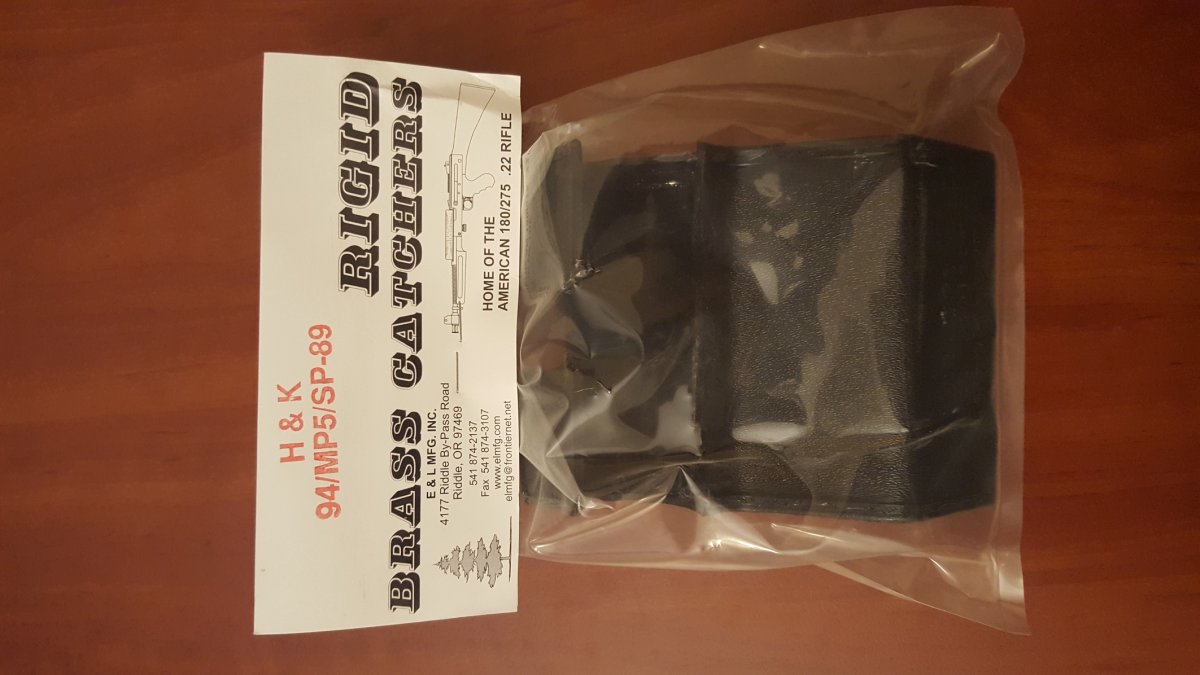 H & K
94/MP5/SP-89
RIGID
BRASS CATCHERS
E & L MFG. INC.
4177 Riddle By-Pass Road
Riddle, OR 97469
541 874-2137
Fax 541 874-3107
www.elmfg.com
elmfg@frontiernet.net
HOME OF THE
AMERICAN 180/275 .22 RIFLE